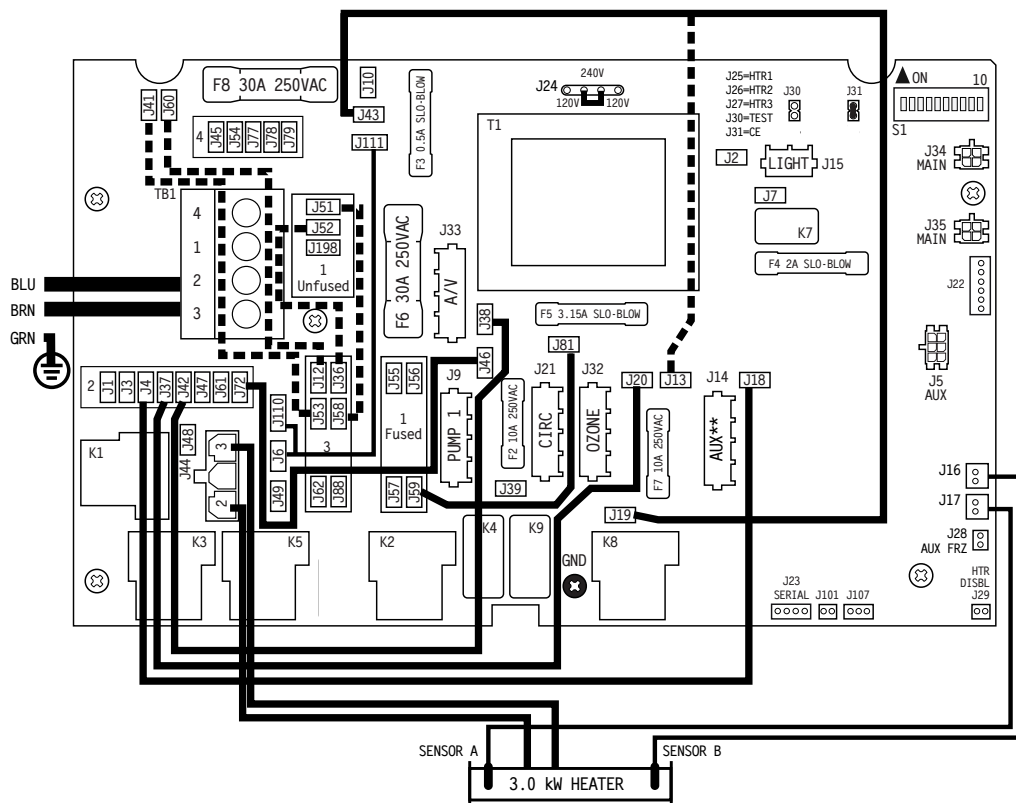 J41
J60
F8 30A 250VAC
J10
J43
J111
F3 0.5A SLO-BLOW
240V
J24
120V
120V
J25=HTR1
J26=HTR2
J27=HTR3
J30=TEST
J31=CE
J30
J31
ON
10
S1
4
J45
J54
J77
J78
J79
T1
J2
LIGHT
J15
J34
MAIN
J7
K7
J35
MAIN
TB1
4
1
2
3
J51
J52
J198
1
Unfused
F6 30A 250VAC
J33
A/V
F4 2A SLO-BLOW
J22
BLU
BRN
GRN
J38
F5 3.15A SLO-BLOW
J81
J46
J5
AUX
2
J1
J3
J4
J37
J42
J47
J61
J72
J12
J36
J53
J58
3
J62
J88
J55
J56
1
Fused
J57
J59
J9
PUMP 1
F2 10A 250VAC
J21
CIRC
J32
OZONE
J20
J13
J14
AUX**
J18
F7 10A 250VAC
J110
J6
J49
J48
J44
3
2
K1
J39
J19
J16
J17
J28
AUX FRZ
K3
K5
K2
K4
K9
GND
K8
J23
SERIAL
J101
J107
HTR
DISBL
J29
SENSOR A
SENSOR B
3.0 kW HEATER